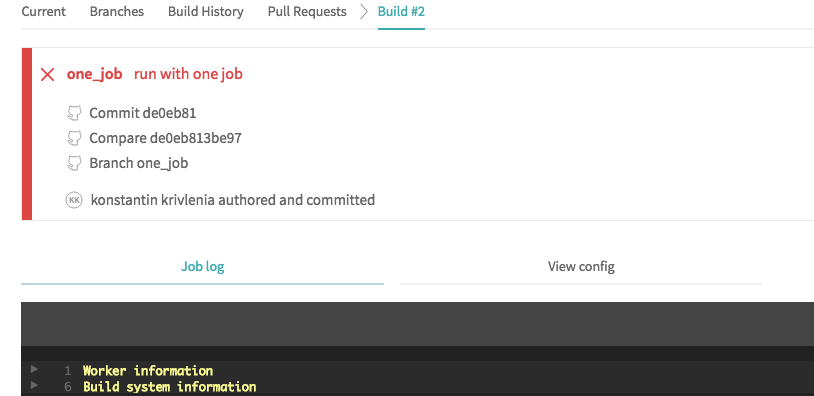 Current Branches Build History Pull Requests Build #2
one_job run with one job
Commit de0eb81
Compare de0eb813be97
Branch one_job
KK konstantin krivlenia authored and committed
Job log View config
1 Worker information
6 Build system information